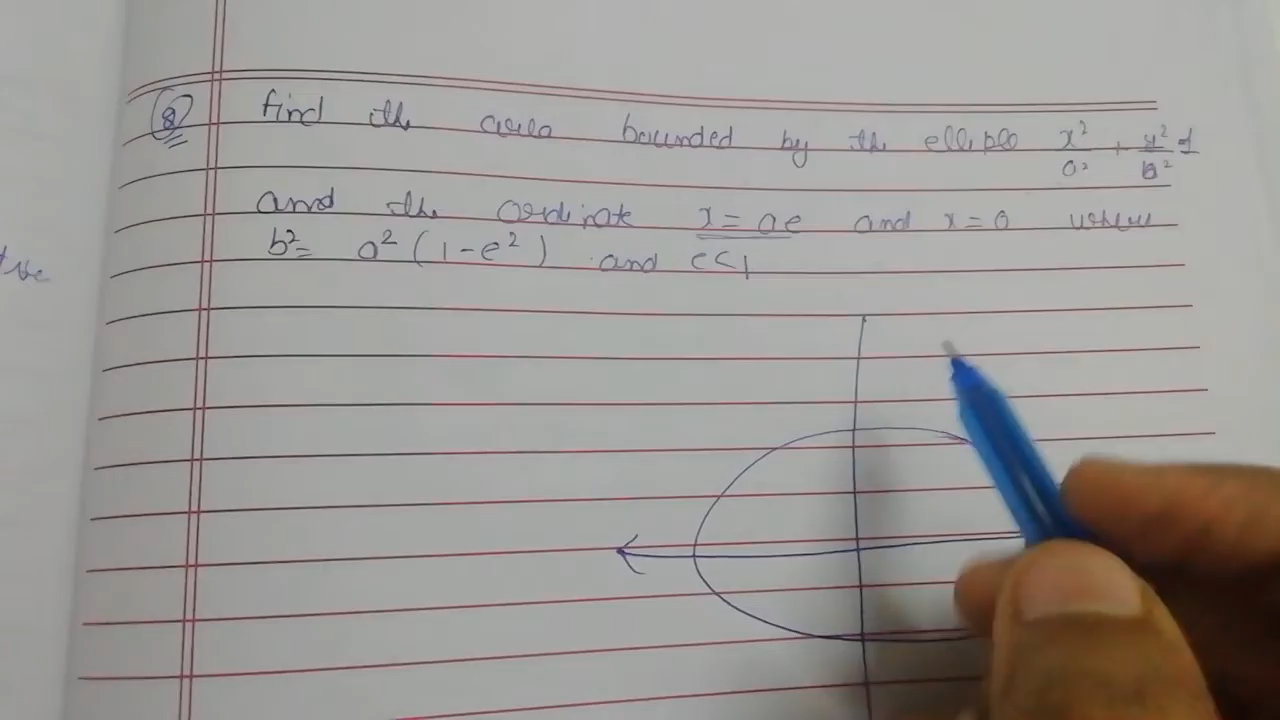 Q find the area bounded by the ellipse x²/a² + y²/b² = 1
and the ordinate x = ae and x = 0 where
b² = a² (1 - e²) and e < 1